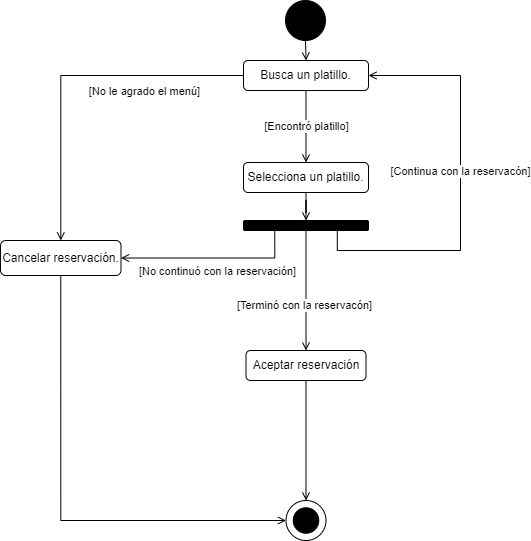 Busca un platillo.
[No le agrado el menú]
[Encontró platillo]
[Continua con la reservacón]
Selecciona un platillo.
Cancelar reservación.
[No continuó con la reservación]
[Terminó con la reservacón]
Aceptar reservación